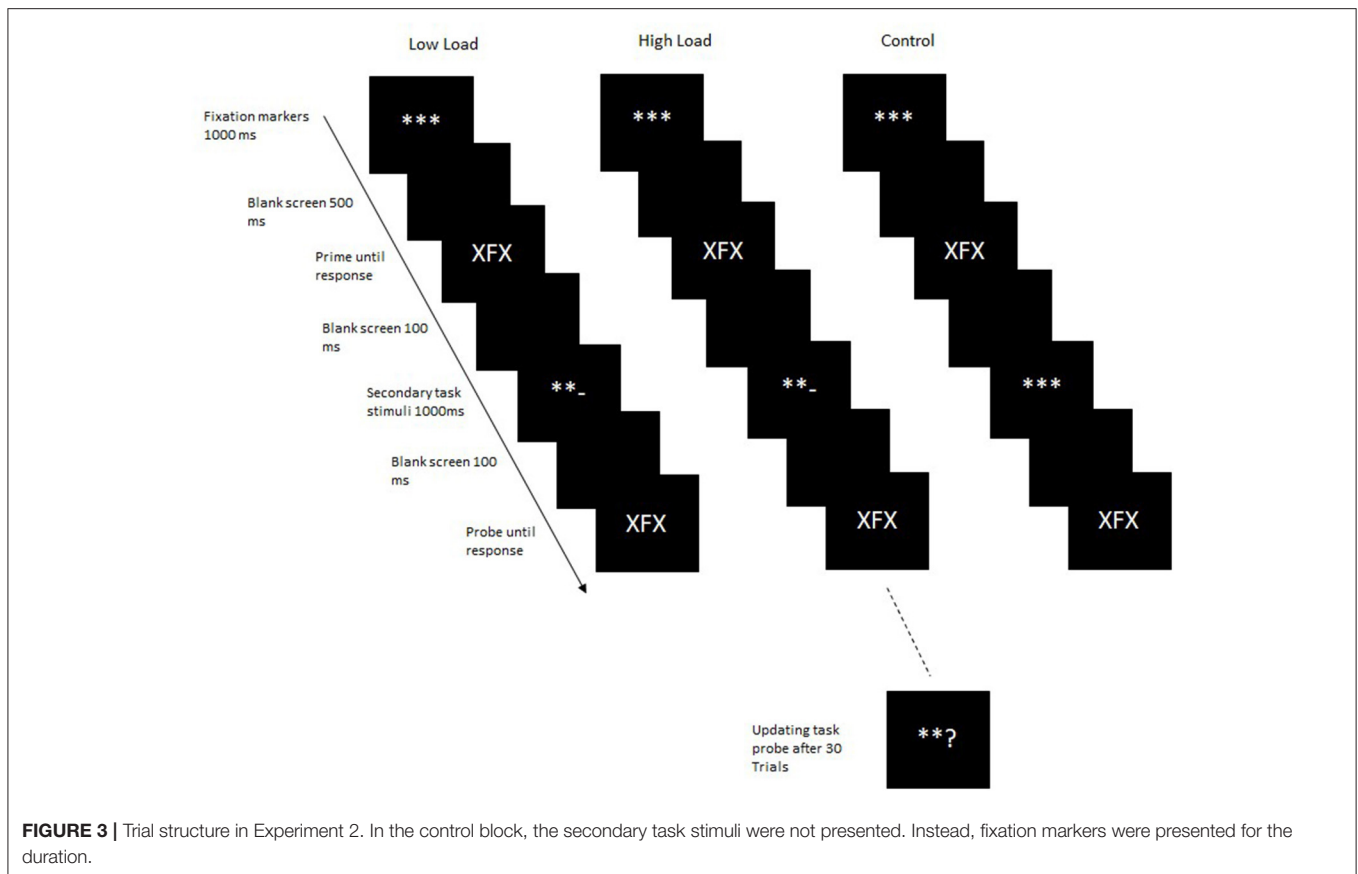 Low Load
High Load
Control
Fixation markers
1000 ms
***
***
***
Blank screen 500
ms
Prime until
response
XFX
XFX
XFX
Blank screen 100
ms
Secondary task
stimuli 1000ms
**-
**-
***
Blank screen 100
ms
Probe until
response
XFX
XFX
XFX
Updating task
probe after 30
Trials
**?
FIGURE 3 | Trial structure in Experiment 2. In the control block, the secondary task stimuli were not presented. Instead, fixation markers were presented for the
duration.